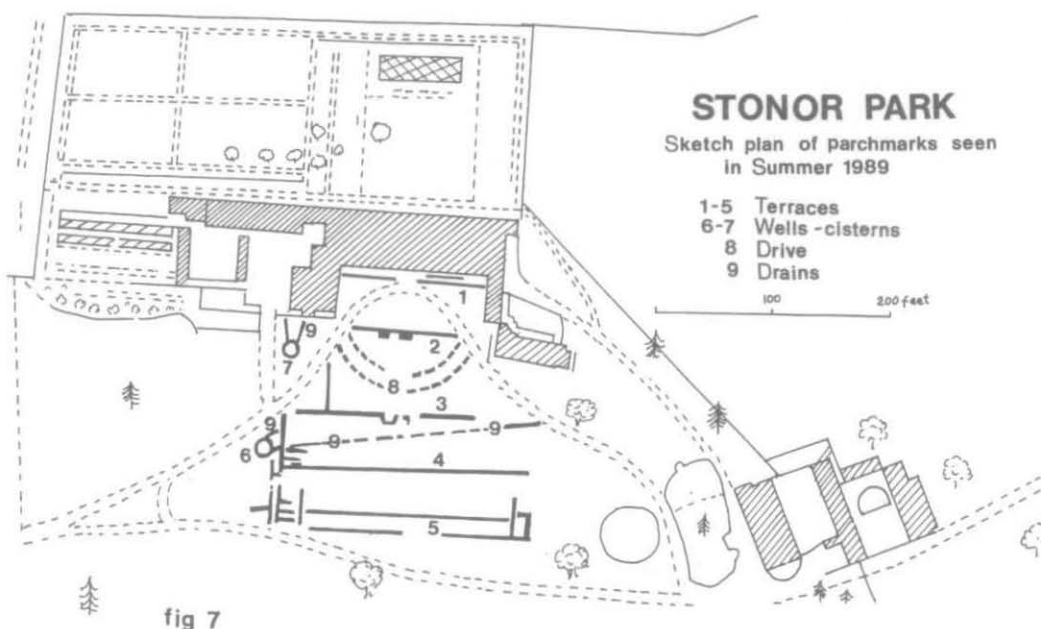 STONOR PARK
Sketch plan of parchmarks seen
in Summer 1989
1-5 Terraces
6-7 Wells-cisterns
8 Drive
9 Drains
100 200 feet
1
9
2
7
8
3
9
9 9
6
4
5
fig 7